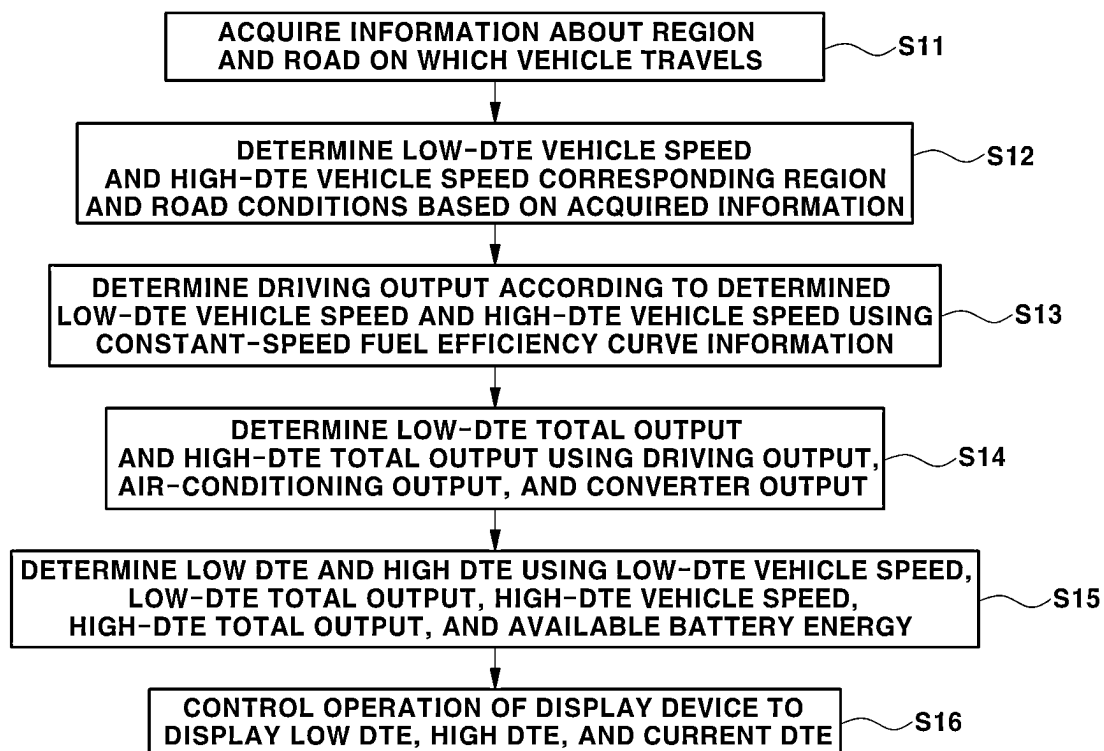 ACQUIRE INFORMATION ABOUT REGION
AND ROAD ON WHICH VEHICLE TRAVELS
S11
DETERMINE LOW-DTE VEHICLE SPEED
AND HIGH-DTE VEHICLE SPEED CORRESPONDING REGION
AND ROAD CONDITIONS BASED ON ACQUIRED INFORMATION
S12
DETERMINE DRIVING OUTPUT ACCORDING TO DETERMINED
LOW-DTE VEHICLE SPEED AND HIGH-DTE VEHICLE SPEED USING
CONSTANT-SPEED FUEL EFFICIENCY CURVE INFORMATION
S13
DETERMINE LOW-DTE TOTAL OUTPUT
AND HIGH-DTE TOTAL OUTPUT USING DRIVING OUTPUT,
AIR-CONDITIONING OUTPUT, AND CONVERTER OUTPUT
S14
DETERMINE LOW DTE AND HIGH DTE USING LOW-DTE VEHICLE SPEED,
LOW-DTE TOTAL OUTPUT, HIGH-DTE VEHICLE SPEED,
HIGH-DTE TOTAL OUTPUT, AND AVAILABLE BATTERY ENERGY
S15
CONTROL OPERATION OF DISPLAY DEVICE TO
DISPLAY LOW DTE, HIGH DTE, AND CURRENT DTE
S16